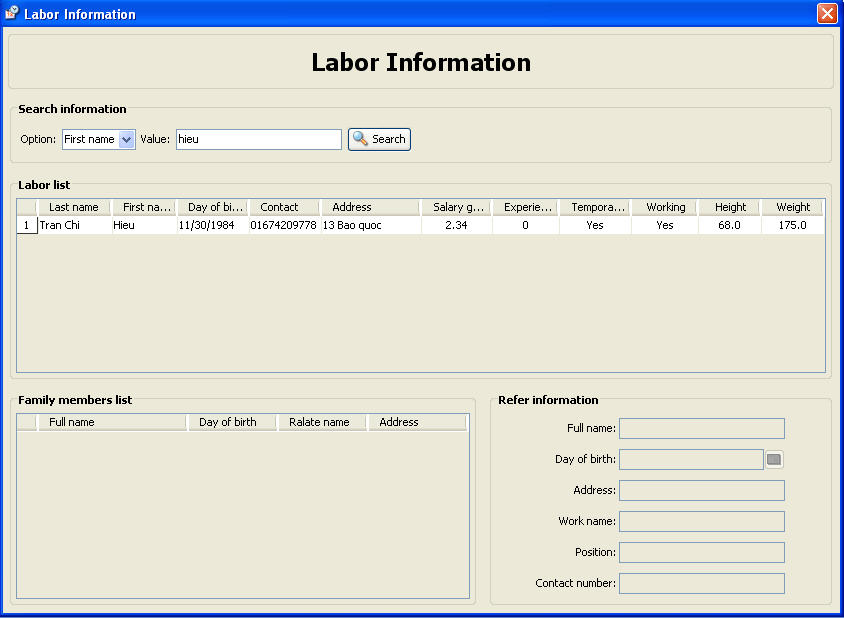 Labor Information
Labor Information
Search information
Option: First name Value: hieu Search
Labor list
Last name First na... Day of bi... Contact Address Salary g... Experie... Tempora... Working Height Weight
1 Tran Chi Hieu 11/30/1984 01674209778 13 Bao quoc 2.34 0 Yes Yes 68.0 175.0
Family members list
Full name Day of birth Ralate name Address
Refer information
Full name:
Day of birth:
Address:
Work name:
Position:
Contact number: